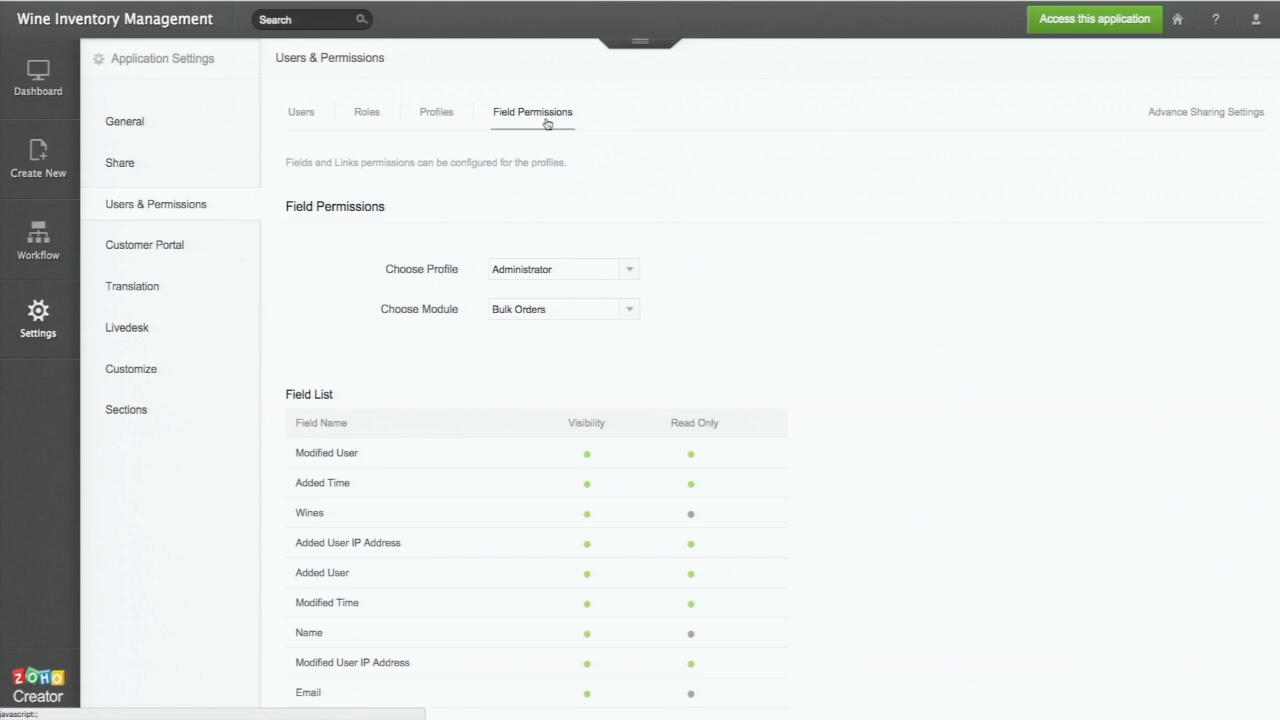 Wine Inventory Management
Search
Access this application
?
Dashboard
Create New
Workflow
Settings
ZOHO
Creator
Application Settings
General
Share
Users & Permissions
Customer Portal
Translation
Livedesk
Customize
Sections
Users & Permissions
Users Roles Profiles Field Permissions Advance Sharing Settings
Fields and Links permissions can be configured for the profiles.
Field Permissions
Choose Profile Administrator
Choose Module Bulk Orders
Field List
Field Name Visibility Read Only
Modified User
Added Time
Wines
Added User IP Address
Added User
Modified Time
Name
Modified User IP Address
Email
javascript:;